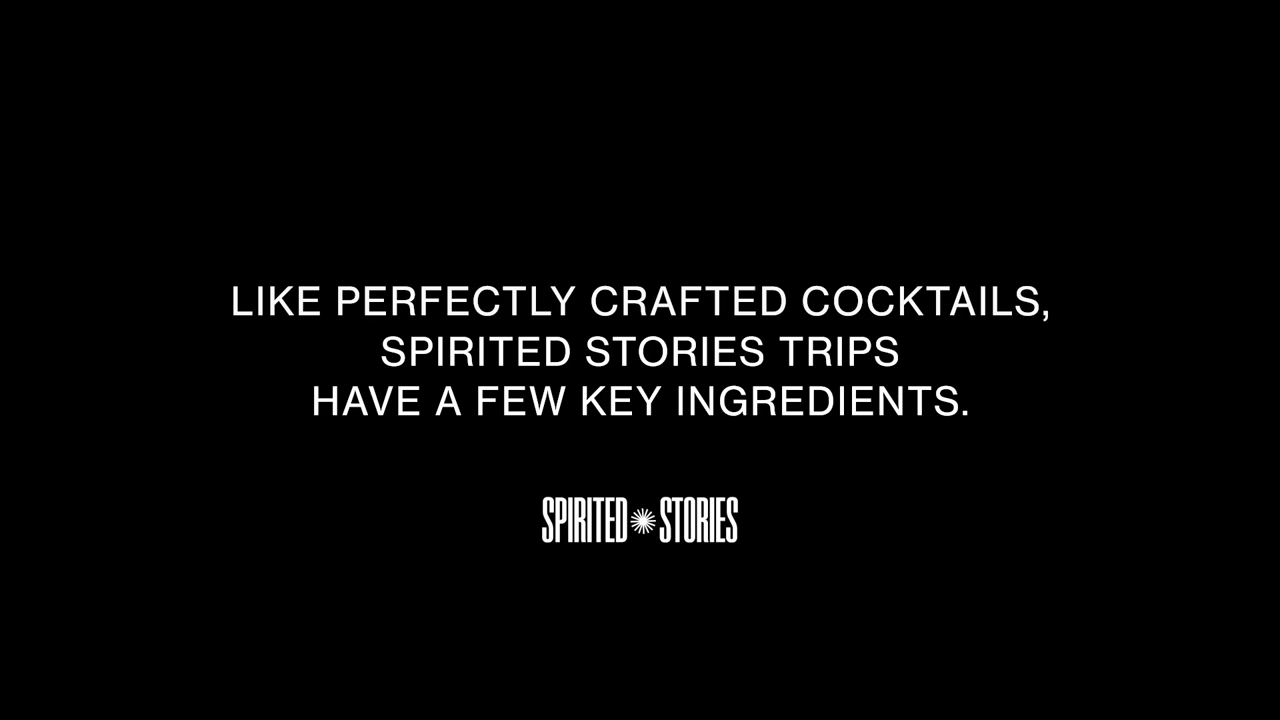 LIKE PERFECTLY CRAFTED COCKTAILS,
SPIRITED STORIES TRIPS
HAVE A FEW KEY INGREDIENTS.
SPIRITED STORIES